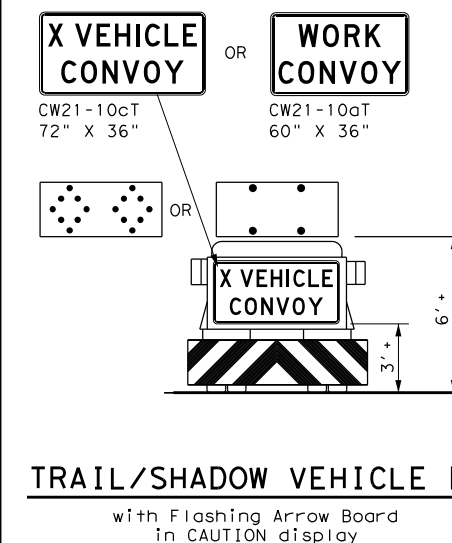 X VEHICLE
CONVOY
OR
WORK
CONVOY
CW21-10cT
72" X 36"
CW21-10aT
60" X 36"
OR
X VEHICLE
CONVOY
6'+
3'+
TRAIL/SHADOW VEHICLE
with Flashing Arrow Board
in CAUTION display